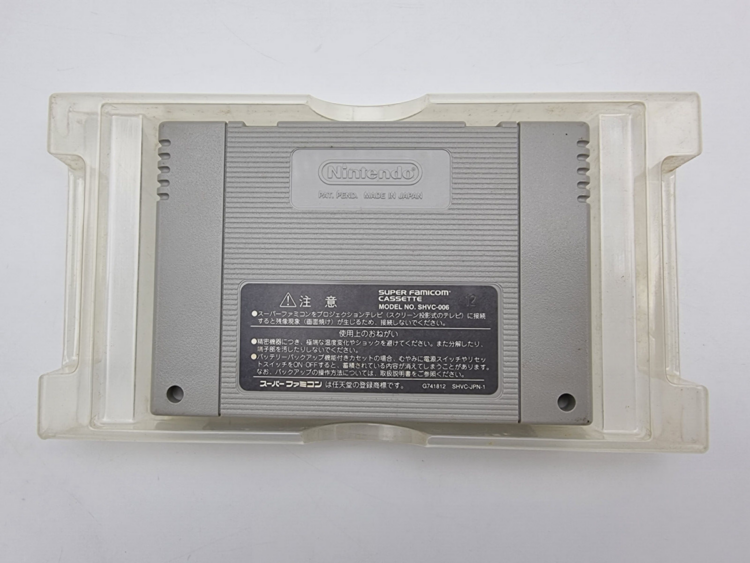 Nintendo
PAT. PEND. MADE IN JAPAN
⚠注意
SUPER FAMICOM
CASSETTE
MODEL NO. SHVC-006
●スーパーファミコンをプロジェクションテレビ(スクリーン投影式のテレビ)に接続
すると残像現象(画面焼け)が生じるため、接続しないでください。
使用上のおねがい
●精密機器につき、極端な温度変化やショックを避けてください。また分解したり、
端子部を汚したりしないでください。
●バッテリーバックアップ機能付きカセットの場合、むやみに電源スイッチやリセッ
トスイッチをON OFFすると、蓄積されている内容が消えてしまうことがあります。
なお、バックアップの操作方法については、取扱説明書をご参照ください。
スーパーファミコンは任天堂の登録商標です。
G741812 SHVC-JPN-1